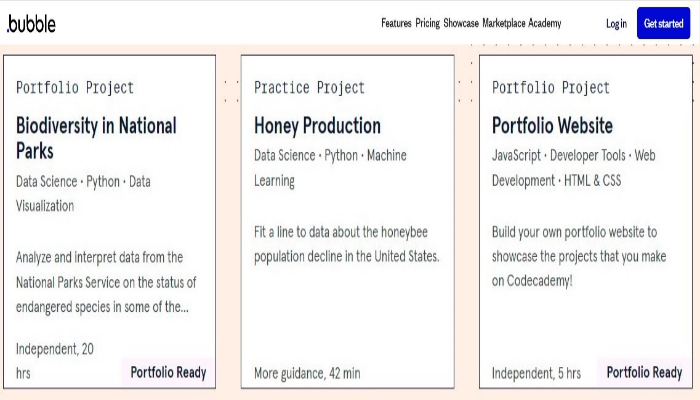 .bubble
Features Pricing Showcase Marketplace Academy
Log in
Get started
Portfolio Project
Biodiversity in National
Parks
Data Science • Python • Data
Visualization
Analyze and interpret data from the
National Parks Service on the status of
endangered species in some of the...
Independent, 20
hrs
Portfolio Ready
Practice Project
Honey Production
Data Science • Python • Machine
Learning
Fit a line to data about the honeybee
population decline in the United States.
More guidance, 42 min
Portfolio Project
Portfolio Website
JavaScript • Developer Tools • Web
Development • HTML & CSS
Build your own portfolio website to
showcase the projects that you make
on Codecademy!
Independent, 5 hrs
Portfolio Ready